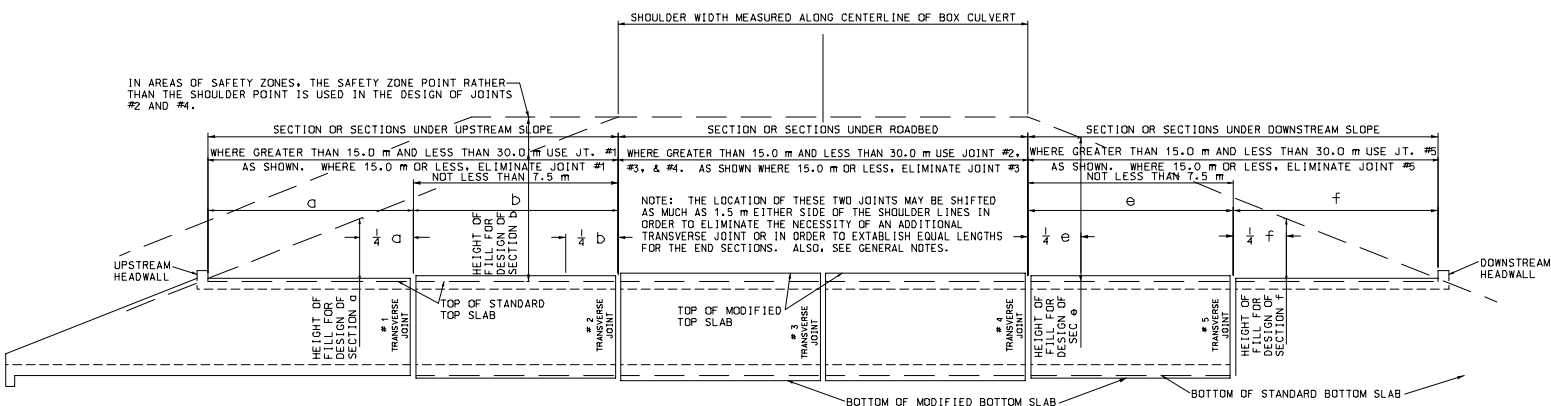 SHOULDER WIDTH MEASURED ALONG CENTERLINE OF BOX CULVERT
IN AREAS OF SAFETY ZONES, THE SAFETY ZONE POINT RATHER
THAN THE SHOULDER POINT IS USED IN THE DESIGN OF JOINTS
#2 AND #4.
SECTION OR SECTIONS UNDER UPSTREAM SLOPE
WHERE GREATER THAN 15.0 m AND LESS THAN 30.0 m USE JT. #1
AS SHOWN. WHERE 15.0 m OR LESS, ELIMINATE JOINT #1
NOT LESS THAN 7.5 m
SECTION OR SECTIONS UNDER ROADBED
WHERE GREATER THAN 15.0 m AND LESS THAN 30.0 m USE JOINT #2,
#3, & #4. AS SHOWN WHERE 15.0 m OR LESS, ELIMINATE JOINT #3
SECTION OR SECTIONS UNDER DOWNSTREAM SLOPE
WHERE GREATER THAN 15.0 m AND LESS THAN 30.0 m USE JT. #5
AS SHOWN. WHERE 15.0 m OR LESS, ELIMINATE JOINT #5
NOT LESS THAN 7.5 m
a
b
e
f
NOTE: THE LOCATION OF THESE TWO JOINTS MAY BE SHIFTED
AS MUCH AS 1.5 m EITHER SIDE OF THE SHOULDER LINES IN
ORDER TO ELIMINATE THE NECESSITY OF AN ADDITIONAL
TRANSVERSE JOINT OR IN ORDER TO EXTABLISH EQUAL LENGTHS
FOR THE END SECTIONS. ALSO, SEE GENERAL NOTES.
1/4 a
HEIGHT OF
FILL FOR
DESIGN OF
SECTION b
1/4 b
1/4 e
1/4 f
UPSTREAM
HEADWALL
DOWNSTREAM
HEADWALL
TOP OF STANDARD
TOP SLAB
TOP OF MODIFIED
TOP SLAB
HEIGHT OF
FILL FOR
DESIGN OF
SECTION a
# 1
TRANSVERSE
JOINT
# 2
TRANSVERSE
JOINT
# 3
TRANSVERSE
JOINT
# 4
TRANSVERSE
JOINT
HEIGHT OF
FILL FOR
DESIGN OF
SEC e
# 5
TRANSVERSE
JOINT
HEIGHT OF
FILL FOR
DESIGN OF
SECTION f
BOTTOM OF MODIFIED BOTTOM SLAB
BOTTOM OF STANDARD BOTTOM SLAB